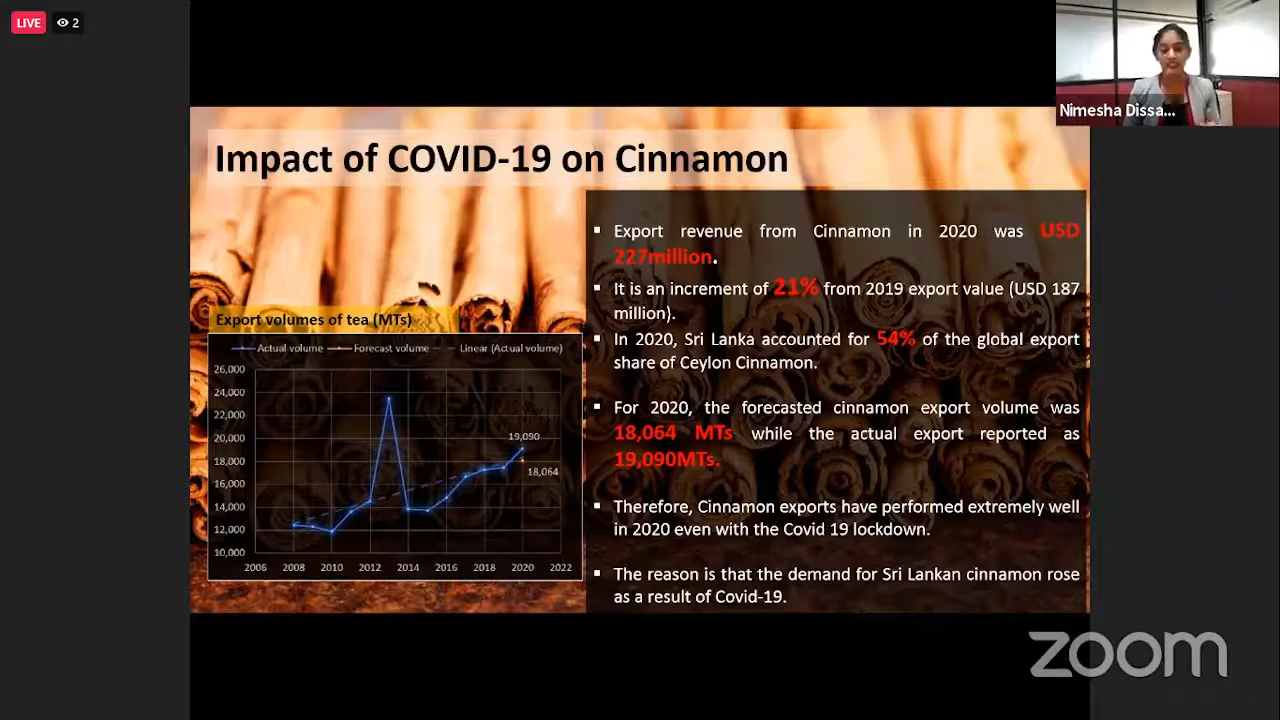 LIVE
2
Nimesha Dissa...
Impact of COVID-19 on Cinnamon
▪ Export revenue from Cinnamon in 2020 was USD
227million.
▪ It is an increment of 21% from 2019 export value (USD 187
million).
▪ In 2020, Sri Lanka accounted for 54% of the global export
share of Ceylon Cinnamon.
▪ For 2020, the forecasted cinnamon export volume was
18,064 MTs while the actual export reported as
19,090MTs.
▪ Therefore, Cinnamon exports have performed extremely well
in 2020 even with the Covid 19 lockdown.
▪ The reason is that the demand for Sri Lankan cinnamon rose
as a result of Covid-19.
Export volumes of tea (MTs)
Actual volume Forecast volume Linear (Actual volume)
26,000
24,000
22,000
20,000
18,000
16,000
14,000
12,000
10,000
19,090
18,064
2006 2008 2010 2012 2014 2016 2018 2020 2022
zoom